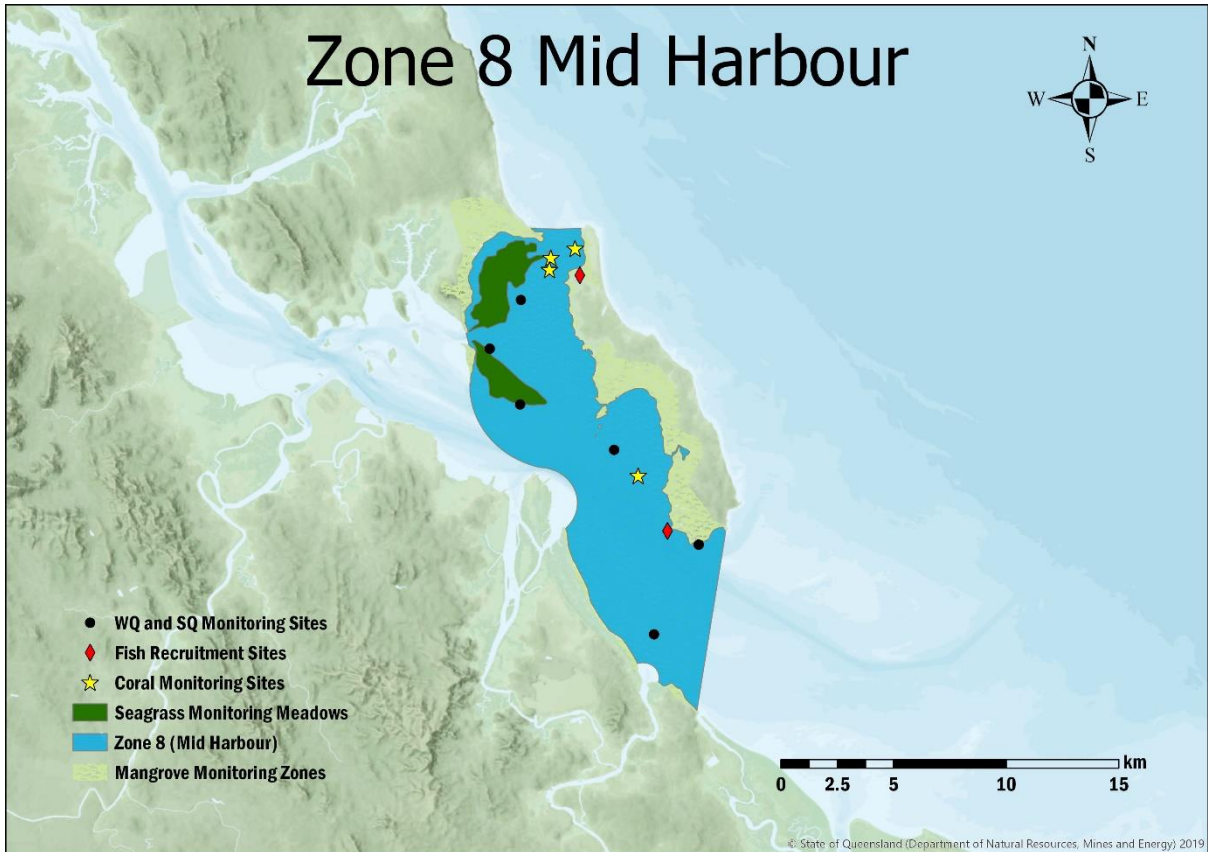 Zone 8 Mid Harbour
N
W E
S
WQ and SQ Monitoring Sites
Fish Recruitment Sites
Coral Monitoring Sites
Seagrass Monitoring Meadows
Zone 8 (Mid Harbour)
Mangrove Monitoring Zones
km
0 2.5 5 10 15
© State of Queensland (Department of Natural Resources, Mines and Energy) 2019